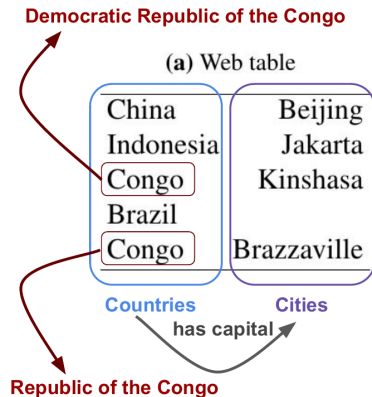 Democratic Republic of the Congo
(a) Web table
China Beijing
Indonesia Jakarta
Congo Kinshasa
Brazil
Congo Brazzaville
Countries Cities
has capital
Republic of the Congo